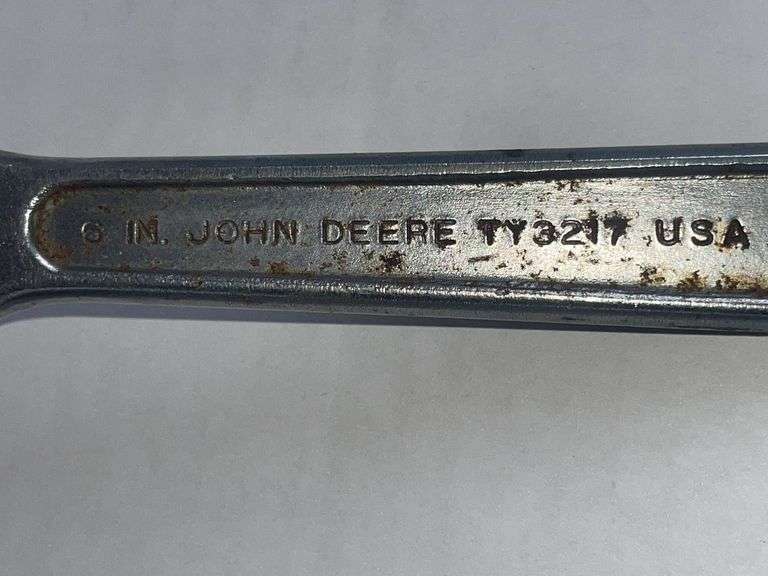 6 IN. JOHN DEERE TY3217 USA